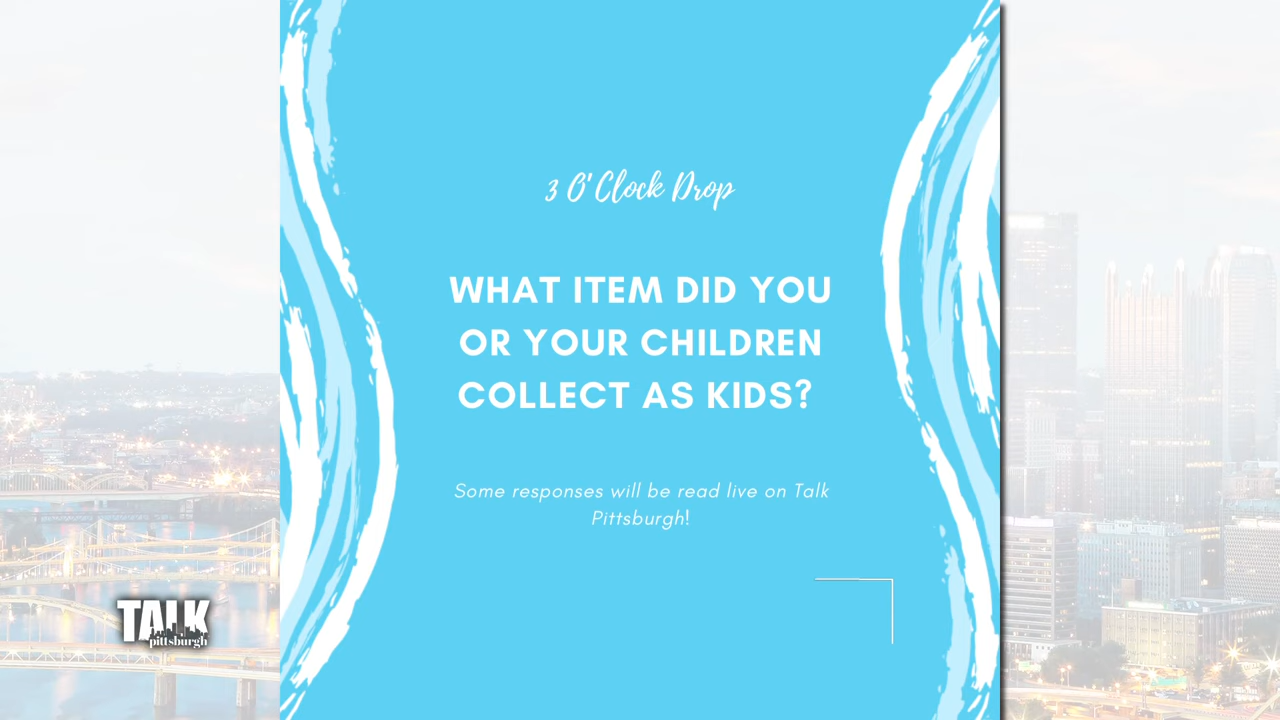 3 O'Clock Drop
WHAT ITEM DID YOU
OR YOUR CHILDREN
COLLECT AS KIDS?
Some responses will be read live on Talk
Pittsburgh!
TALK
pittsburgh